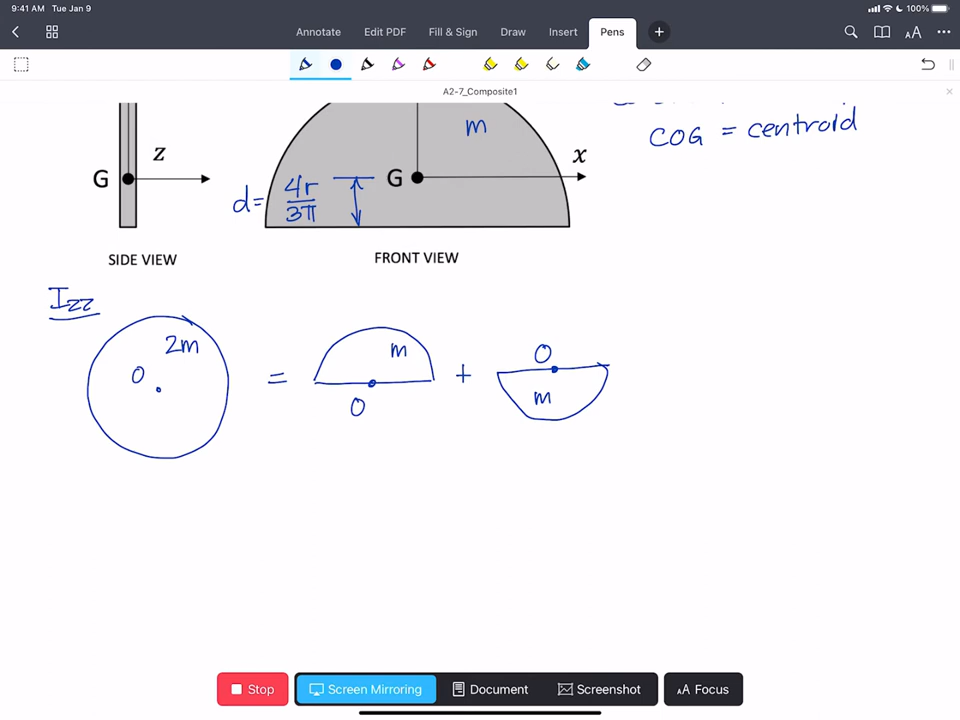 9:41 AM Tue Jan 9
100%
Annotate Edit PDF Fill & Sign Draw Insert Pens
A2-7_Composite1
m
COG = centroid
z
x
G
G
d= 4r/3π
SIDE VIEW
FRONT VIEW
Izz
2m
O
=
m
O
+
O
m
Stop
Screen Mirroring
Document
Screenshot
AA Focus